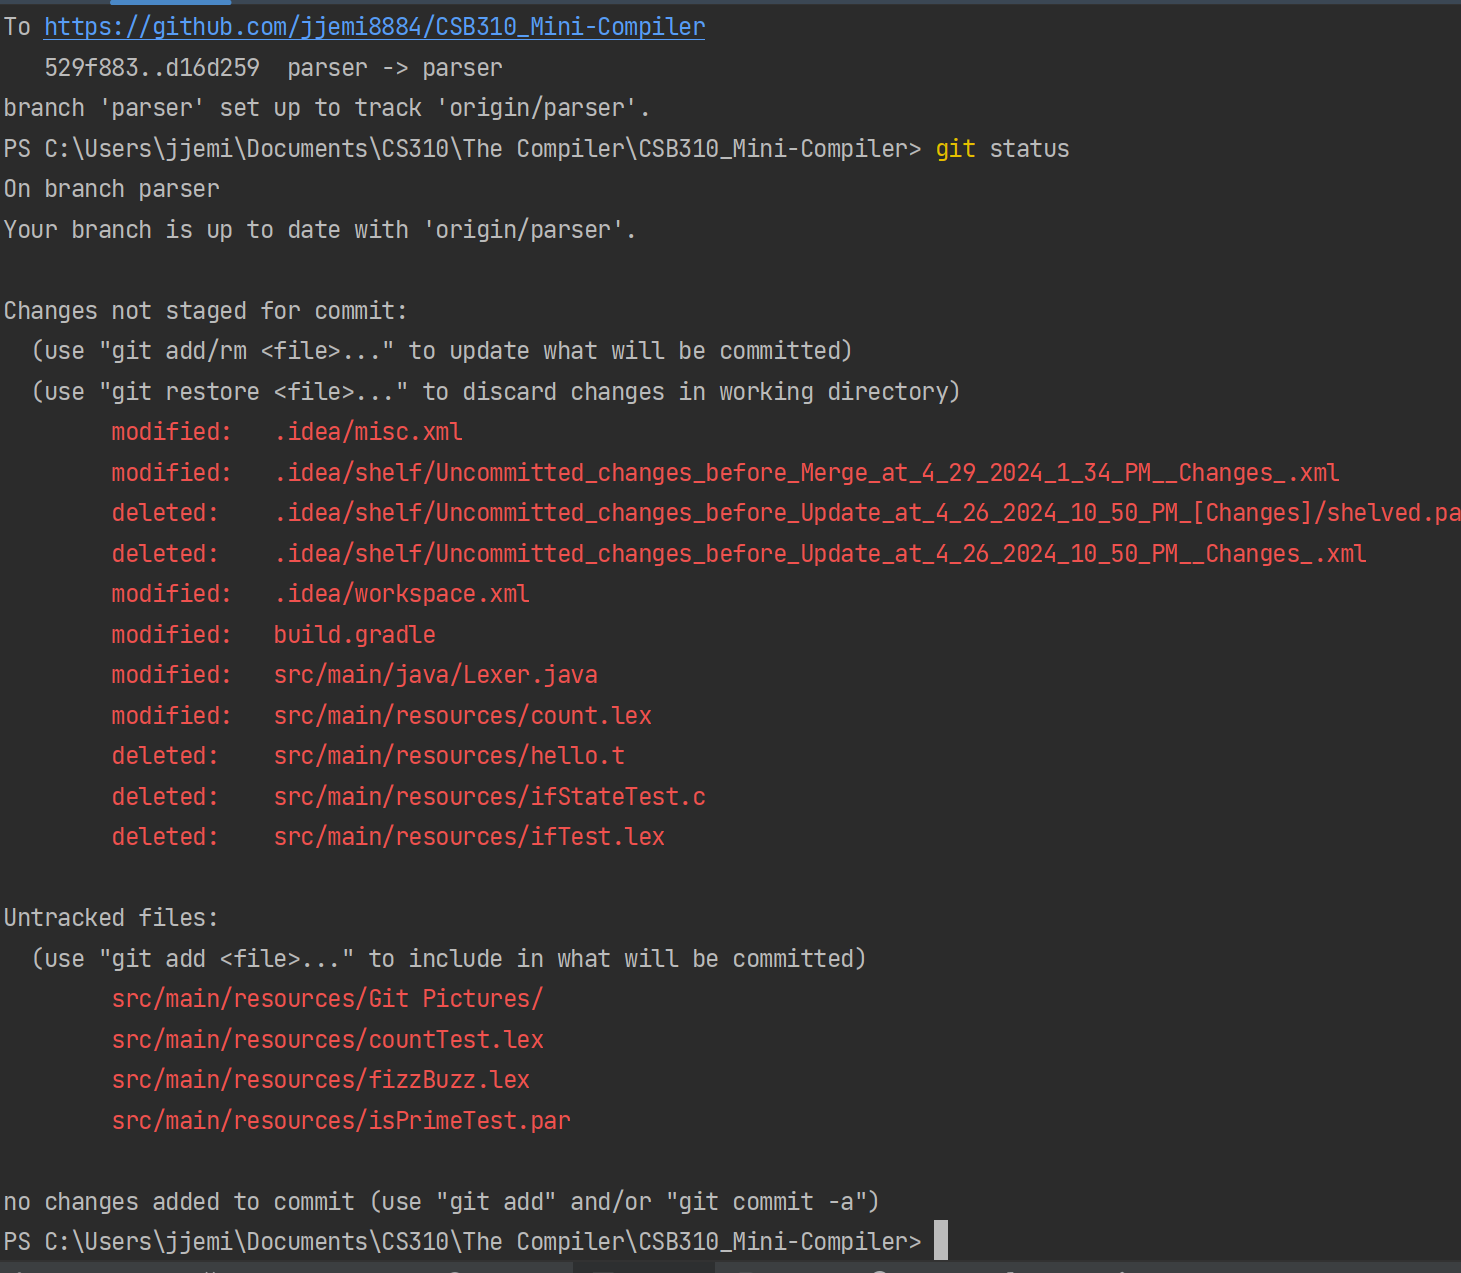 To https://github.com/jjemi8884/CSB310_Mini-Compiler
529f883..d16d259  parser -> parser
branch 'parser' set up to track 'origin/parser'.
PS C:\Users\jjemi\Documents\CS310\The Compiler\CSB310_Mini-Compiler> git status
On branch parser
Your branch is up to date with 'origin/parser'.
Changes not staged for commit:
(use "git add/rm <file>..." to update what will be committed)
(use "git restore <file>..." to discard changes in working directory)
modified:   .idea/misc.xml
modified:   .idea/shelf/Uncommitted_changes_before_Merge_at_4_29_2024_1_34_PM__Changes_.xml
deleted:    .idea/shelf/Uncommitted_changes_before_Update_at_4_26_2024_10_50_PM_[Changes]/shelved.pa
deleted:    .idea/shelf/Uncommitted_changes_before_Update_at_4_26_2024_10_50_PM__Changes_.xml
modified:   .idea/workspace.xml
modified:   build.gradle
modified:   src/main/java/Lexer.java
modified:   src/main/resources/count.lex
deleted:    src/main/resources/hello.t
deleted:    src/main/resources/ifStateTest.c
deleted:    src/main/resources/ifTest.lex
Untracked files:
(use "git add <file>..." to include in what will be committed)
src/main/resources/Git Pictures/
src/main/resources/countTest.lex
src/main/resources/fizzBuzz.lex
src/main/resources/isPrimeTest.par
no changes added to commit (use "git add" and/or "git commit -a")
PS C:\Users\jjemi\Documents\CS310\The Compiler\CSB310_Mini-Compiler>